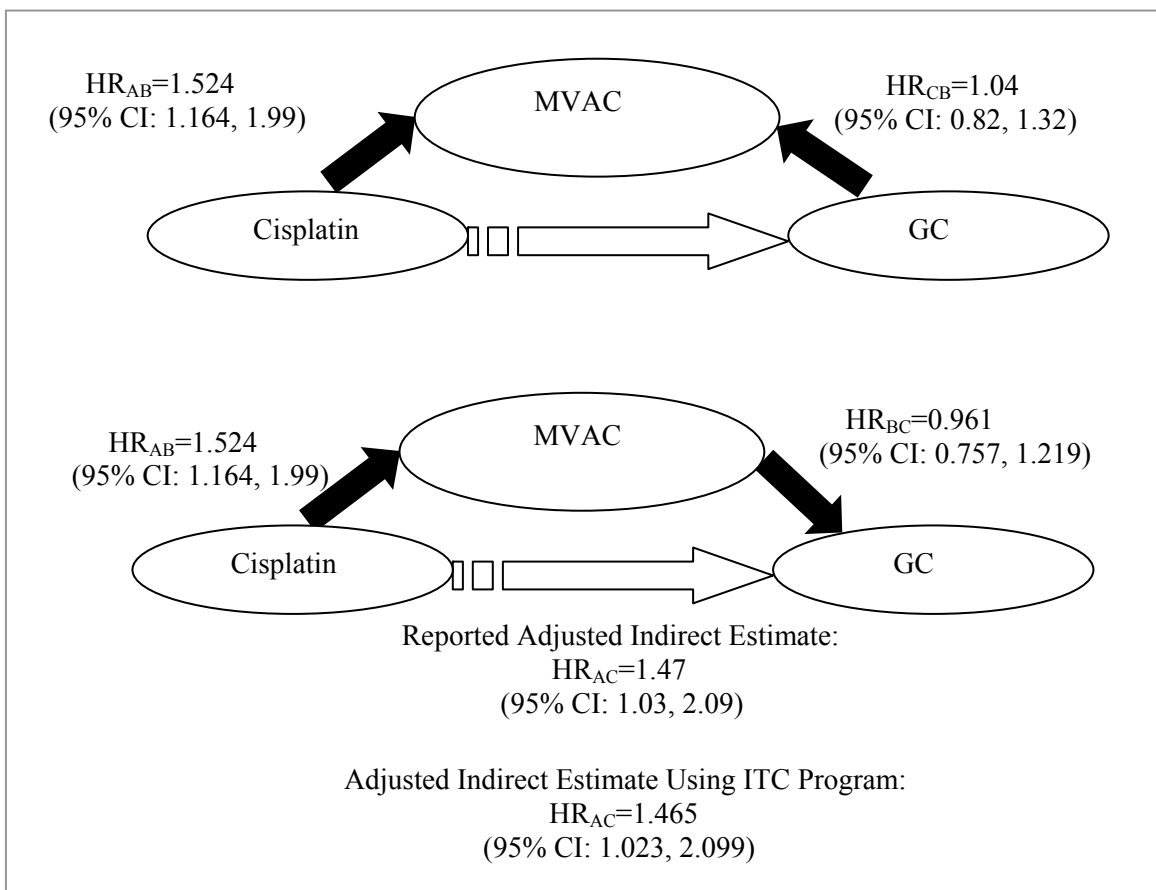 HR_AB=1.524
(95% CI: 1.164, 1.99)
MVAC
HR_CB=1.04
(95% CI: 0.82, 1.32)
Cisplatin
GC
HR_AB=1.524
(95% CI: 1.164, 1.99)
MVAC
HR_BC=0.961
(95% CI: 0.757, 1.219)
Cisplatin
GC
Reported Adjusted Indirect Estimate:
HR_AC=1.47
(95% CI: 1.03, 2.09)
Adjusted Indirect Estimate Using ITC Program:
HR_AC=1.465
(95% CI: 1.023, 2.099)